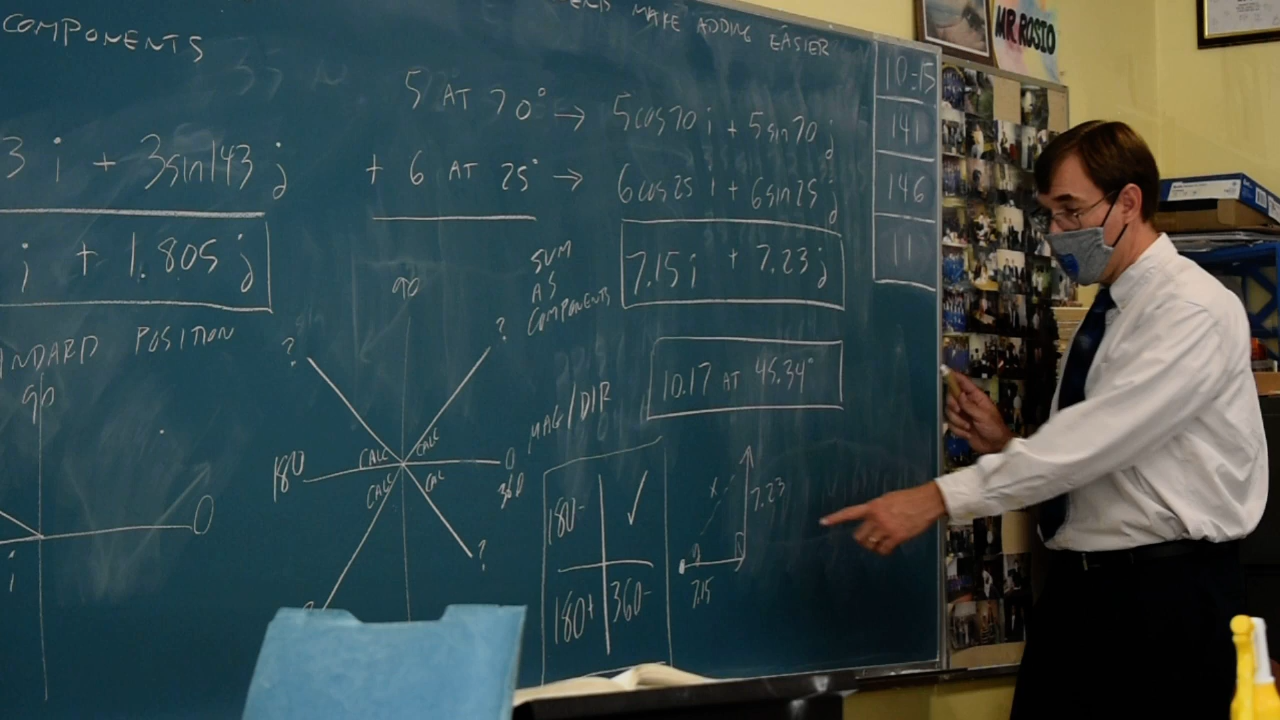 COMPONENTS
MAKE ADDING EASIER
MR ROSIO
10-15
141
146
11
5 AT 70° → 5cos70 i + 5sin70 j
+ 6 AT 25° → 6cos25 i + 6sin25 j
3 i + 3sin143 j
i + 1.805 j
SUM
AS
COMPONENTS
7.15 i + 7.23 j
MAG/DIR
10.17 AT 45.34°
NDARD POSITION
90
0
i
90
?
?
CALC
CALC
CALC
CALC
180
0
360
?
180-
✓
180+
360-
x
7.23
7.15